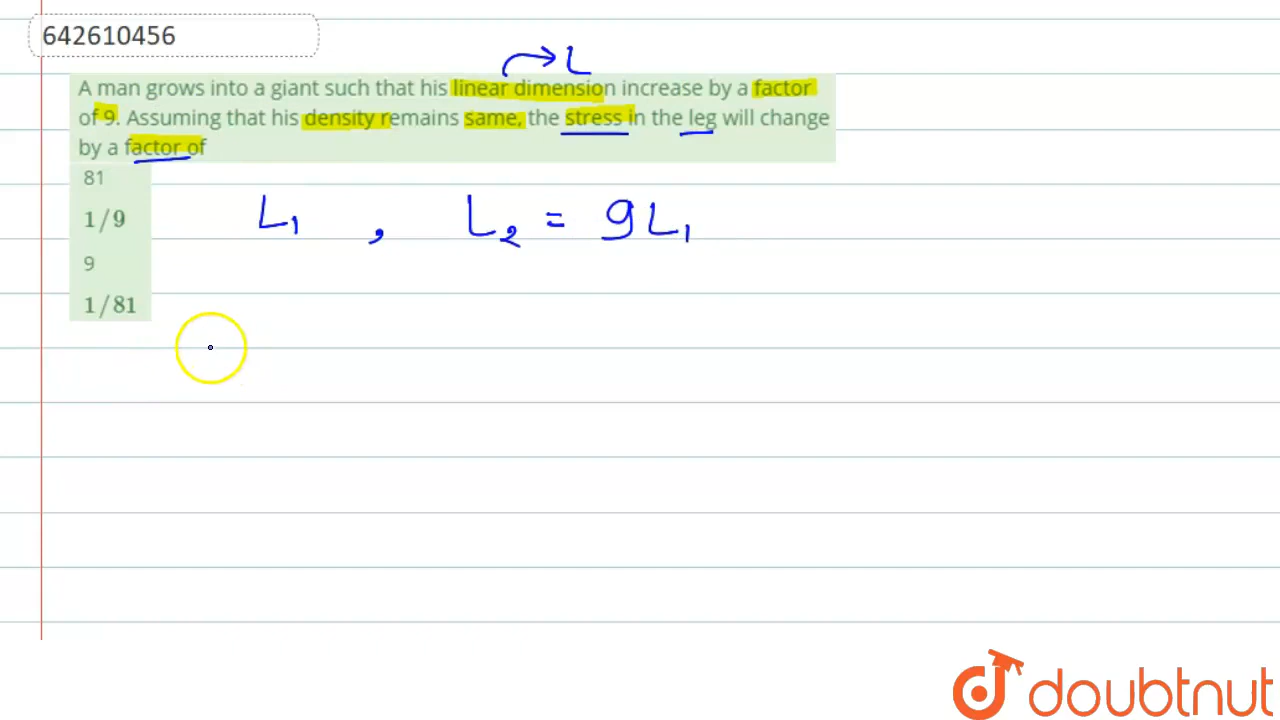 642610456
L
A man grows into a giant such that his linear dimension increase by a factor
of 9. Assuming that his density remains same, the stress in the leg will change
by a factor of
81
1/9
9
1/81
L₁ , L₂ = 9L₁
doubtnut